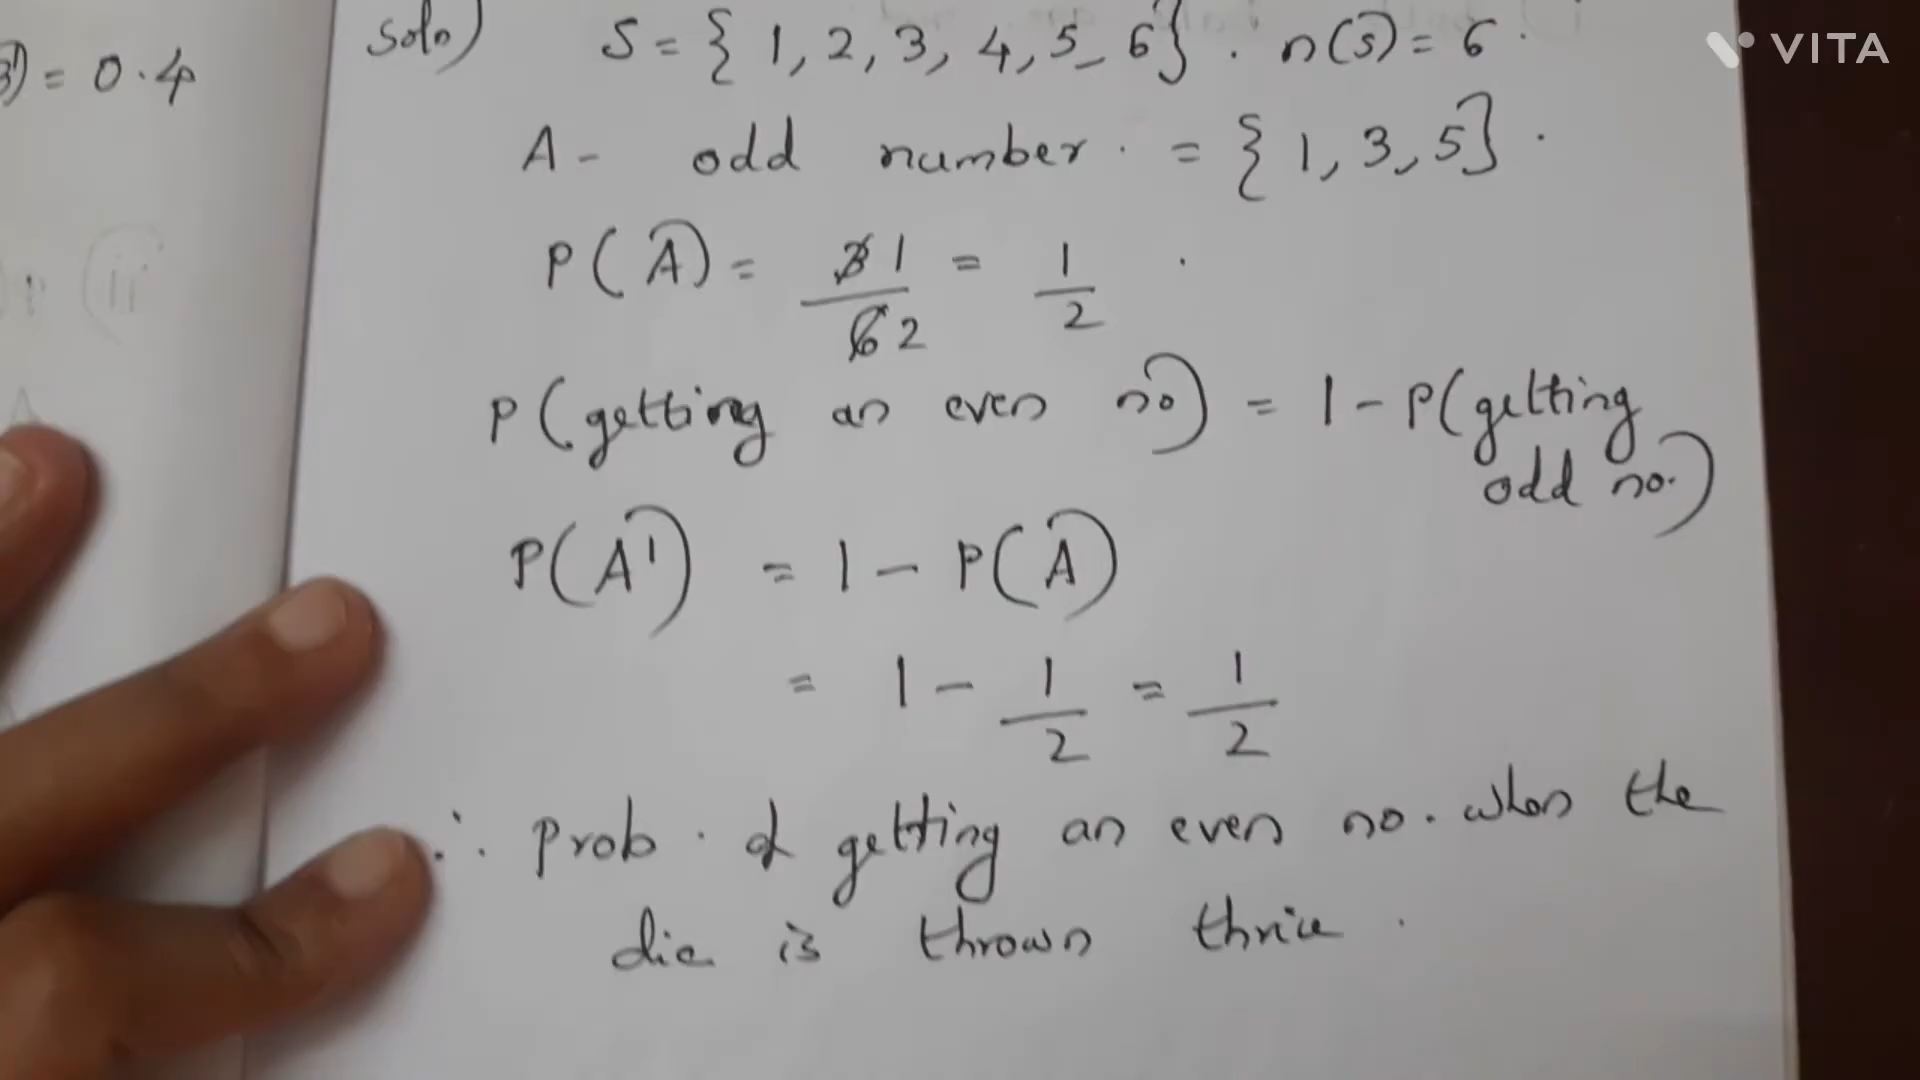 soln) S = { 1, 2, 3, 4, 5, 6} . n(s) = 6 .
VITA
) = 0.4
A - odd number . = { 1, 3, 5} .
P(A) = 3 1 / 6 2 = 1/2 .
P(getting an even no) = 1 - P(getting
odd no.)
P(A') = 1 - P(A)
= 1 - 1/2 = 1/2
∴ prob . of getting an even no. when the
die is thrown thrice .